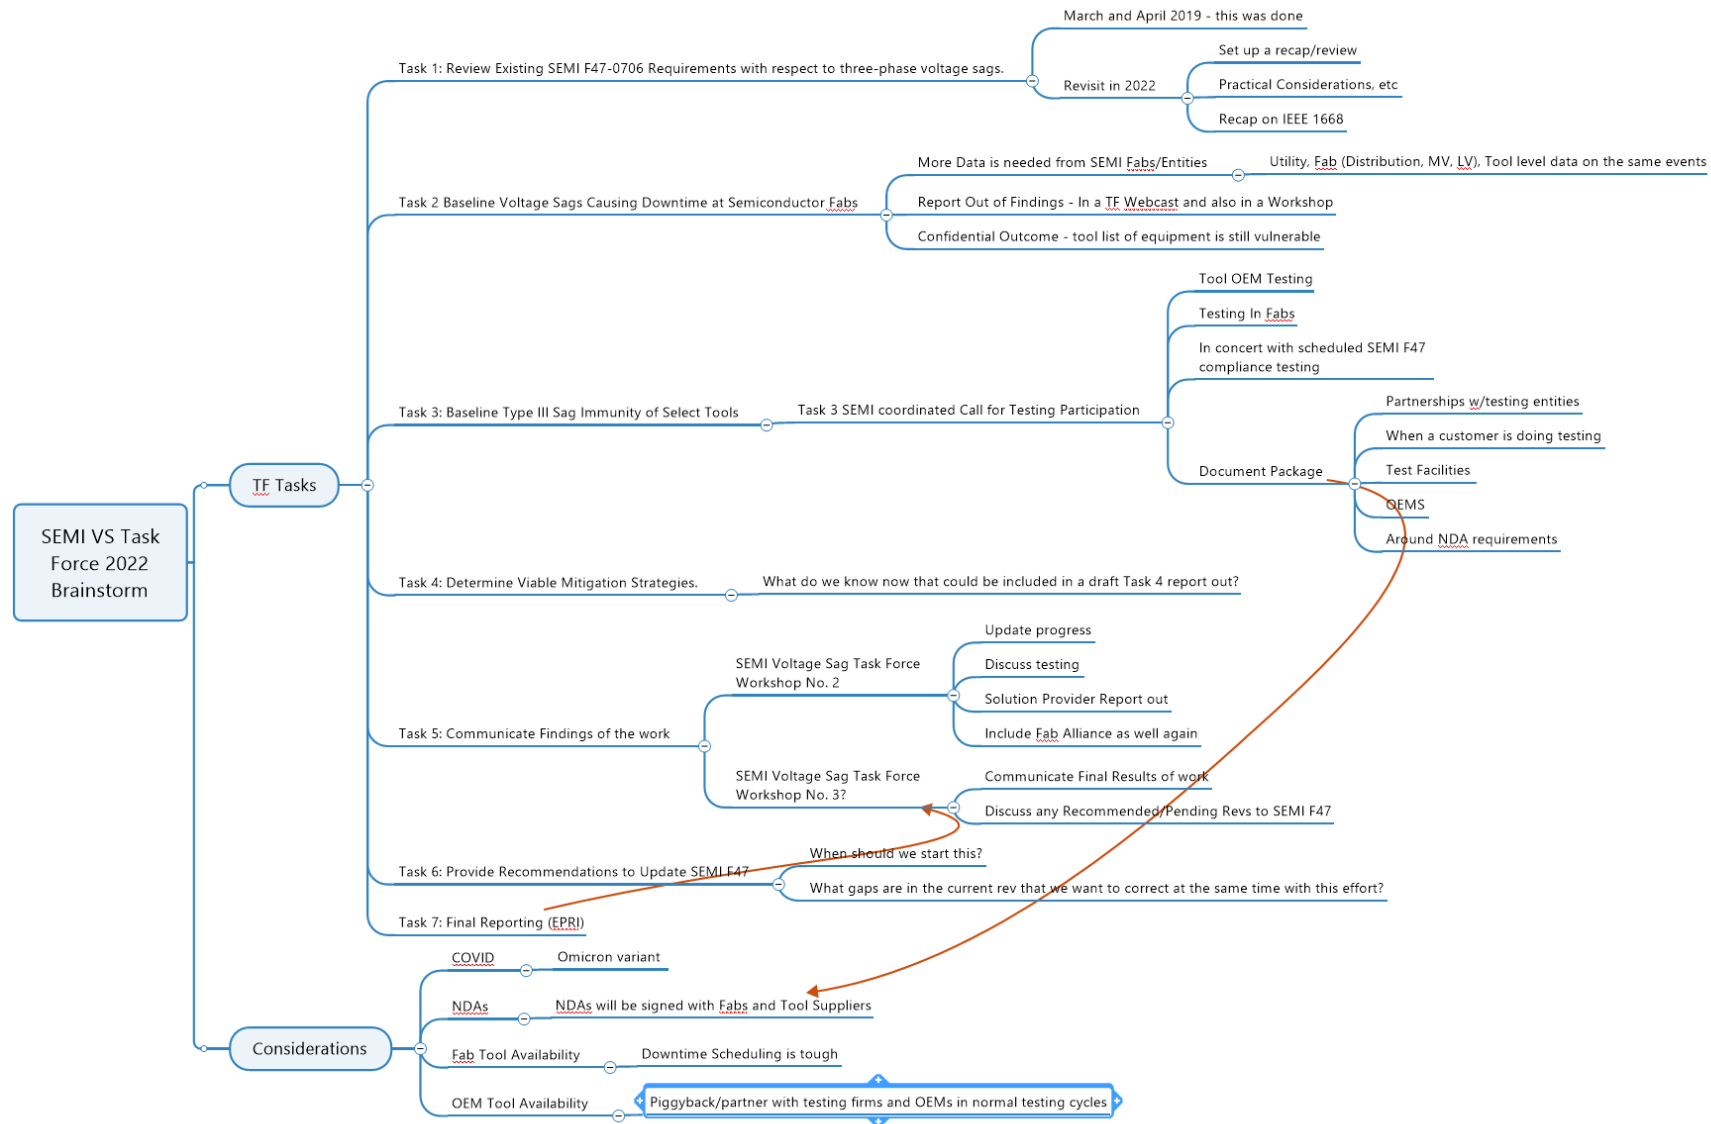 SEMI VS Task
Force 2022
Brainstorm
TF Tasks
Task 1: Review Existing SEMI F47-0706 Requirements with respect to three-phase voltage sags.
March and April 2019 - this was done
Revisit in 2022
Set up a recap/review
Practical Considerations, etc
Recap on IEEE 1668
Task 2 Baseline Voltage Sags Causing Downtime at Semiconductor Fabs
More Data is needed from SEMI Fabs/Entities
Utility, Fab (Distribution, MV, LV), Tool level data on the same events
Report Out of Findings - In a TF Webcast and also in a Workshop
Confidential Outcome - tool list of equipment is still vulnerable
Task 3: Baseline Type III Sag Immunity of Select Tools
Task 3 SEMI coordinated Call for Testing Participation
Tool OEM Testing
Testing In Fabs
In concert with scheduled SEMI F47
compliance testing
Document Package
Partnerships w/testing entities
When a customer is doing testing
Test Facilities
OEMS
Around NDA requirements
Task 4: Determine Viable Mitigation Strategies.
What do we know now that could be included in a draft Task 4 report out?
Task 5: Communicate Findings of the work
SEMI Voltage Sag Task Force
Workshop No. 2
Update progress
Discuss testing
Solution Provider Report out
Include Fab Alliance as well again
SEMI Voltage Sag Task Force
Workshop No. 3?
Communicate Final Results of work
Discuss any Recommended/Pending Revs to SEMI F47
Task 6: Provide Recommendations to Update SEMI F47
When should we start this?
What gaps are in the current rev that we want to correct at the same time with this effort?
Task 7: Final Reporting (EPRI)
Considerations
COVID
Omicron variant
NDAs
NDAs will be signed with Fabs and Tool Suppliers
Fab Tool Availability
Downtime Scheduling is tough
OEM Tool Availability
Piggyback/partner with testing firms and OEMs in normal testing cycles